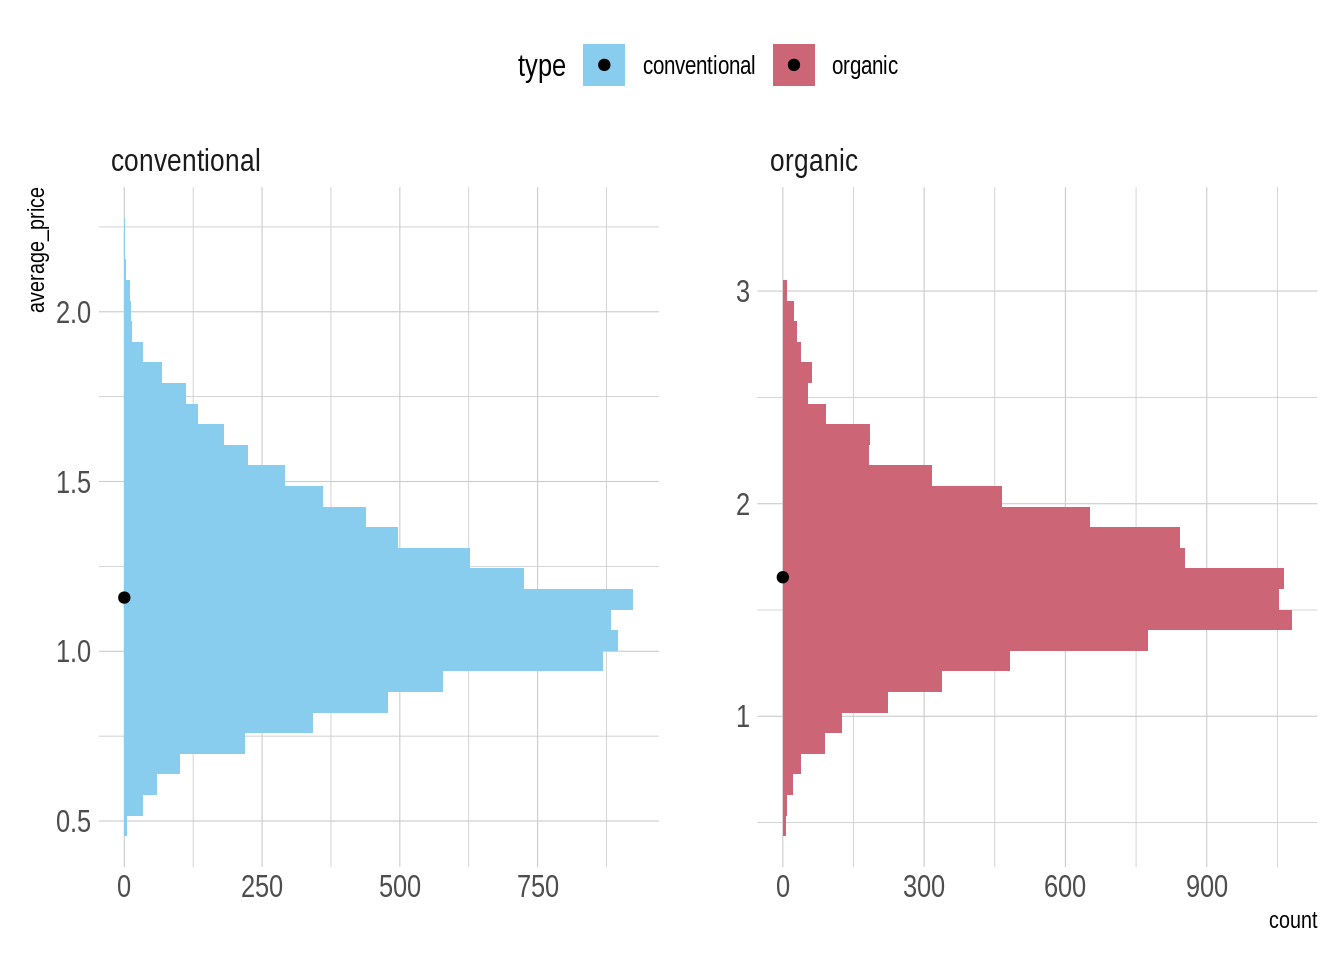 type conventional organic
conventional
organic
average_price
2.0
1.5
1.0
0.5
0 250 500 750
3
2
1
0 300 600 900
count